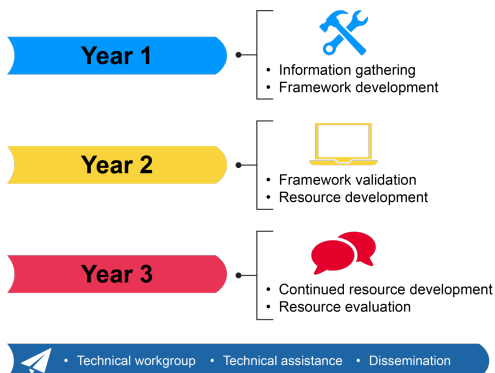 Year 1
• Information gathering
• Framework development
Year 2
• Framework validation
• Resource development
Year 3
• Continued resource development
• Resource evaluation
• Technical workgroup • Technical assistance • Dissemination